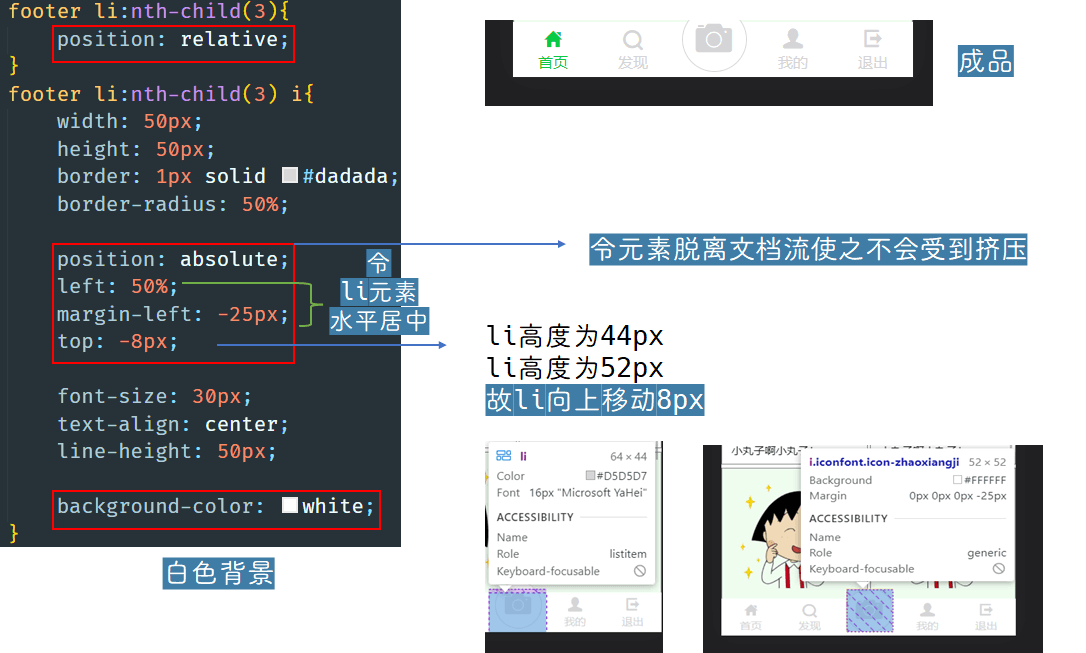 footer li:nth-child(3){
position: relative;
}
footer li:nth-child(3) i{
width: 50px;
height: 50px;
border: 1px solid #dadada;
border-radius: 50%;
position: absolute;
left: 50%;
margin-left: -25px;
top: -8px;
font-size: 30px;
text-align: center;
line-height: 50px;
background-color: white;
}
白色背景
令
li元素
水平居中
首页 发现 我的 退出
成品
令元素脱离文档流使之不会受到挤压
li高度为44px
li高度为52px
故li向上移动8px
li 64 × 44
Color #D5D5D7
Font 16px "Microsoft YaHei"
ACCESSIBILITY
Name
Role listitem
Keyboard-focusable
我的 退出
小丸子啊小丸子
i.iconfont.icon-zhaoxiangji 52 × 52
Background #FFFFFF
Margin 0px 0px 0px -25px
ACCESSIBILITY
Name
Role generic
Keyboard-focusable
首页 发现 我的 退出